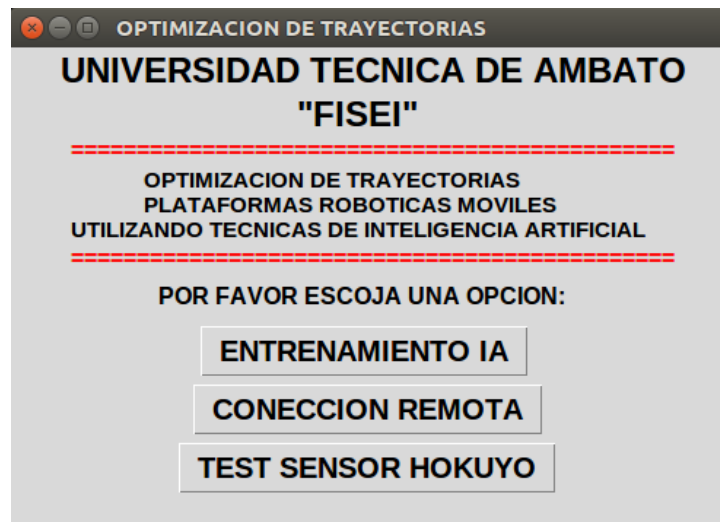 OPTIMIZACION DE TRAYECTORIAS
UNIVERSIDAD TECNICA DE AMBATO
"FISEI"
==============================================
OPTIMIZACION DE TRAYECTORIAS
PLATAFORMAS ROBOTICAS MOVILES
UTILIZANDO TECNICAS DE INTELIGENCIA ARTIFICIAL
==============================================
POR FAVOR ESCOJA UNA OPCION:
ENTRENAMIENTO IA
CONECCION REMOTA
TEST SENSOR HOKUYO